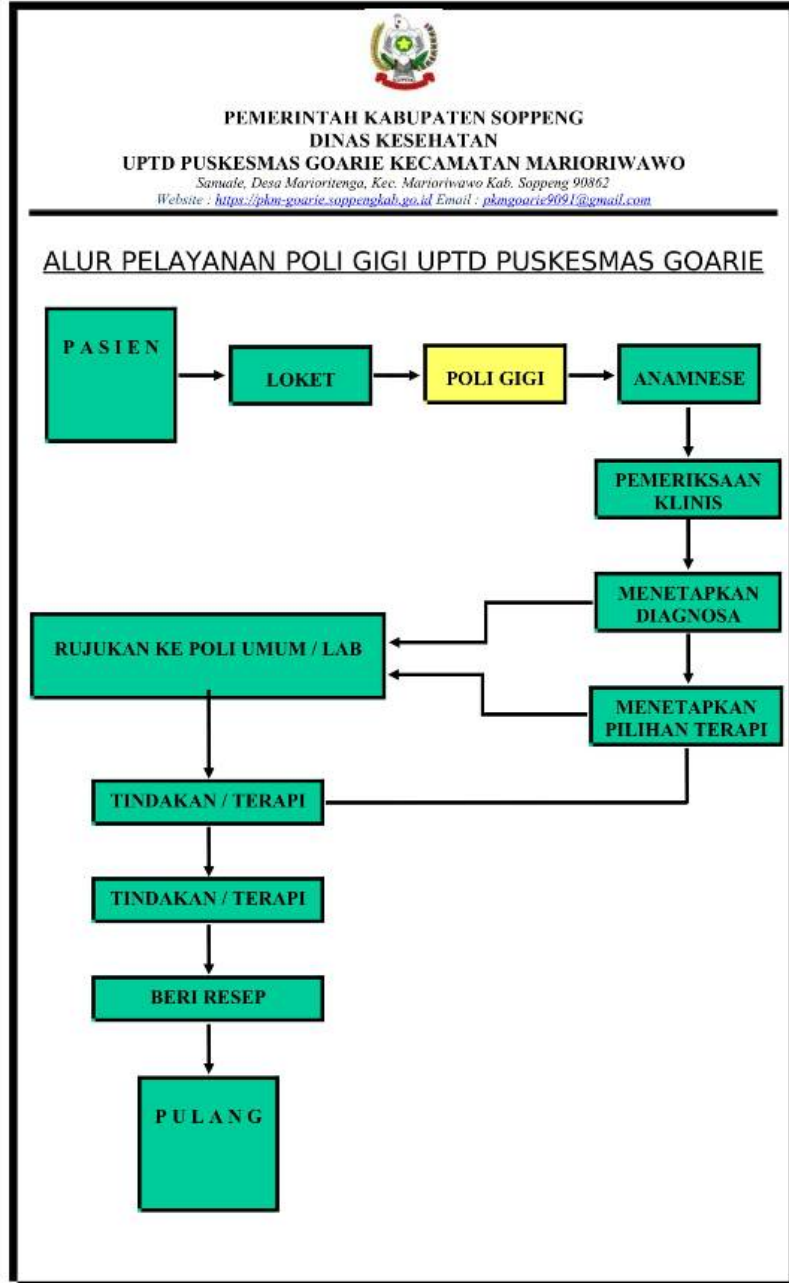 SOPPENG
PEMERINTAH KABUPATEN SOPPENG
DINAS KESEHATAN
UPTD PUSKESMAS GOARIE KECAMATAN MARIORIWAWO
Sanuale, Desa Marioritenga, Kec. Marioriwawo Kab. Soppeng 90862
Website : https://pkm-goarie.soppengkab.go.id Email : pkmgoarie9091@gmail.com
ALUR PELAYANAN POLI GIGI UPTD PUSKESMAS GOARIE
P A S I E N
LOKET
POLI GIGI
ANAMNESE
PEMERIKSAAN
KLINIS
MENETAPKAN
DIAGNOSA
RUJUKAN KE POLI UMUM / LAB
MENETAPKAN
PILIHAN TERAPI
TINDAKAN / TERAPI
TINDAKAN / TERAPI
BERI RESEP
P U L A N G